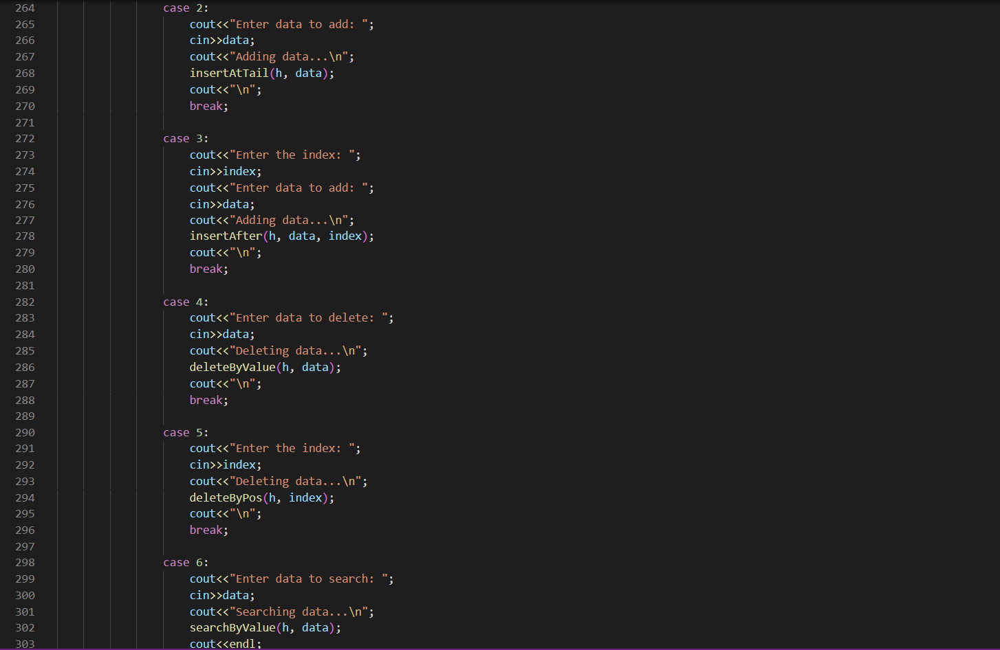 264 case 2:
265 cout<<"Enter data to add: ";
266 cin>>data;
267 cout<<"Adding data...\n";
268 insertAtTail(h, data);
269 cout<<"\n";
270 break;
271
272 case 3:
273 cout<<"Enter the index: ";
274 cin>>index;
275 cout<<"Enter data to add: ";
276 cin>>data;
277 cout<<"Adding data...\n";
278 insertAfter(h, data, index);
279 cout<<"\n";
280 break;
281
282 case 4:
283 cout<<"Enter data to delete: ";
284 cin>>data;
285 cout<<"Deleting data...\n";
286 deleteByValue(h, data);
287 cout<<"\n";
288 break;
289
290 case 5:
291 cout<<"Enter the index: ";
292 cin>>index;
293 cout<<"Deleting data...\n";
294 deleteByPos(h, index);
295 cout<<"\n";
296 break;
297
298 case 6:
299 cout<<"Enter data to search: ";
300 cin>>data;
301 cout<<"Searching data...\n";
302 searchByValue(h, data);
303 cout<<endl;